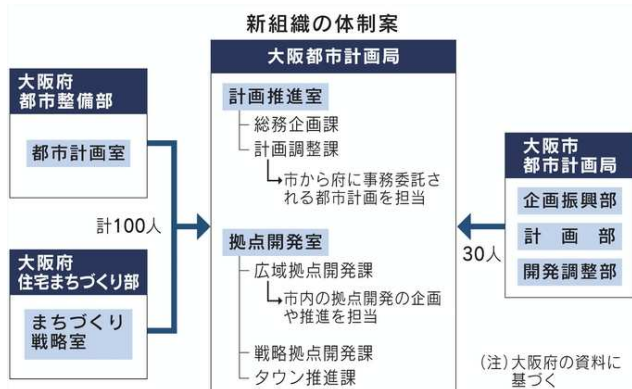 新組織の体制案
大阪府
都市整備部
都市計画室
計100人
大阪府
住宅まちづくり部
まちづくり
戦略室
大阪都市計画局
計画推進室
総務企画課
計画調整課
市から府に事務委託さ
れる都市計画を担当
拠点開発室
広域拠点開発課
市内の拠点開発の企画
や推進を担当
戦略拠点開発課
タウン推進課
大阪市
都市計画局
企画振興部
計画部
開発調整部
30人
(注)大阪府の資料に
基づく